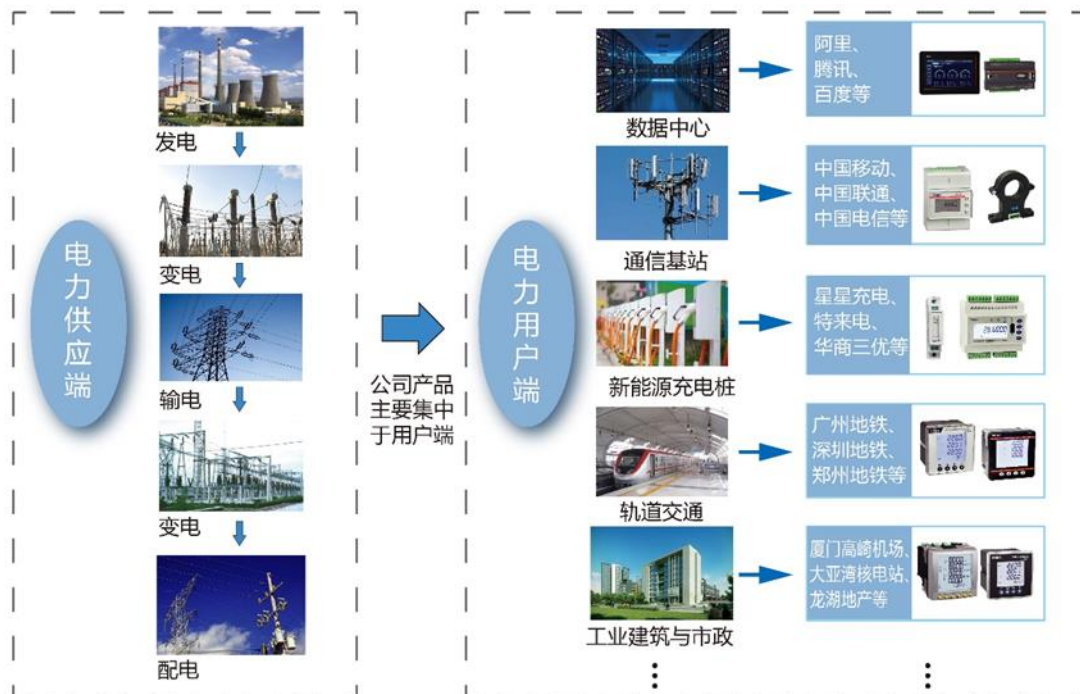 电力供应端
发电
变电
输电
变电
配电
公司产品
主要集中
于用户端
电力用户端
数据中心
阿里、
腾讯、
百度等
通信基站
中国移动、
中国联通、
中国电信等
新能源充电桩
星星充电、
特来电、
华商三优等
轨道交通
广州地铁、
深圳地铁、
郑州地铁等
工业建筑与市政
厦门高崎机场、
大亚湾核电站、
龙湖地产等